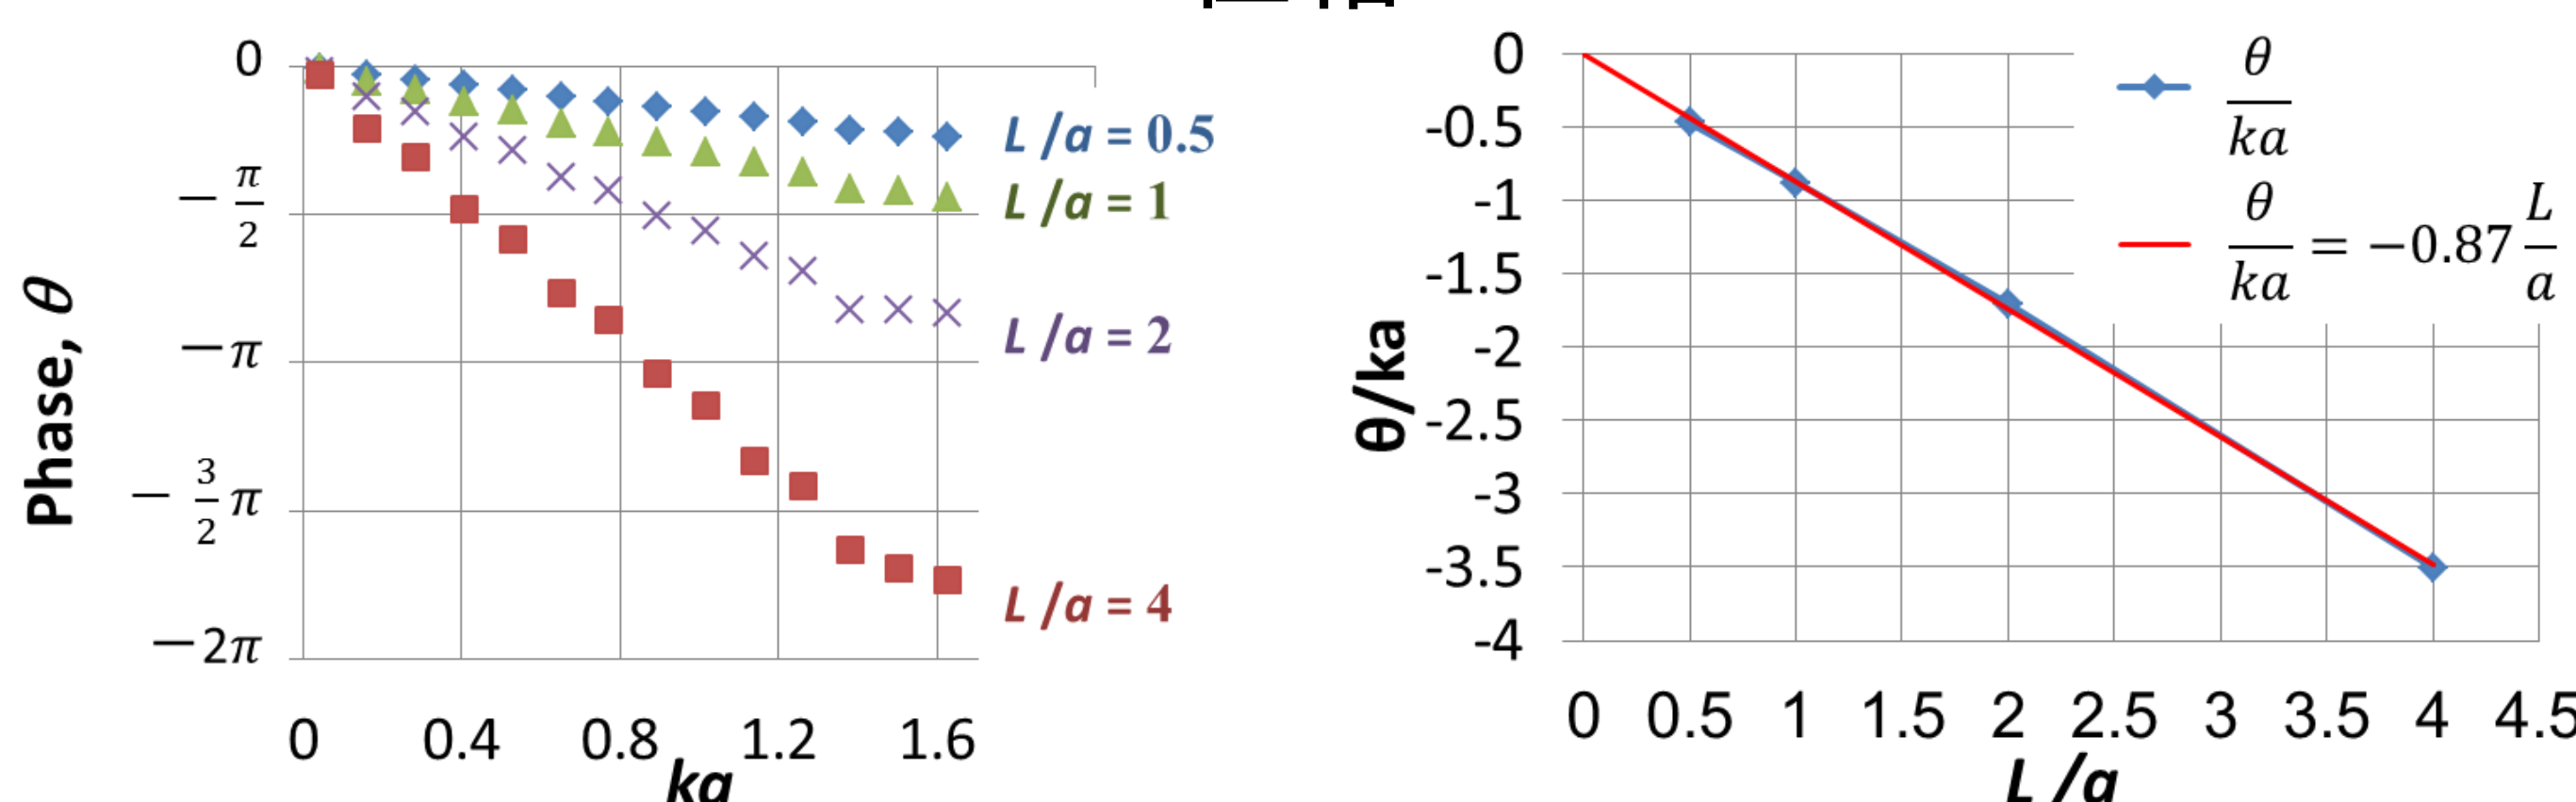 Phase, θ
0
− π/2
−π
− 3/2 π
−2π
0 0.4 0.8 1.2 1.6
ka
L /a = 0.5
L /a = 1
L /a = 2
L /a = 4
θ/ka
0
-0.5
-1
-1.5
-2
-2.5
-3
-3.5
-4
0 0.5 1 1.5 2 2.5 3 3.5 4 4.5
L /a
θ/ka
θ/ka = −0.87 L/a